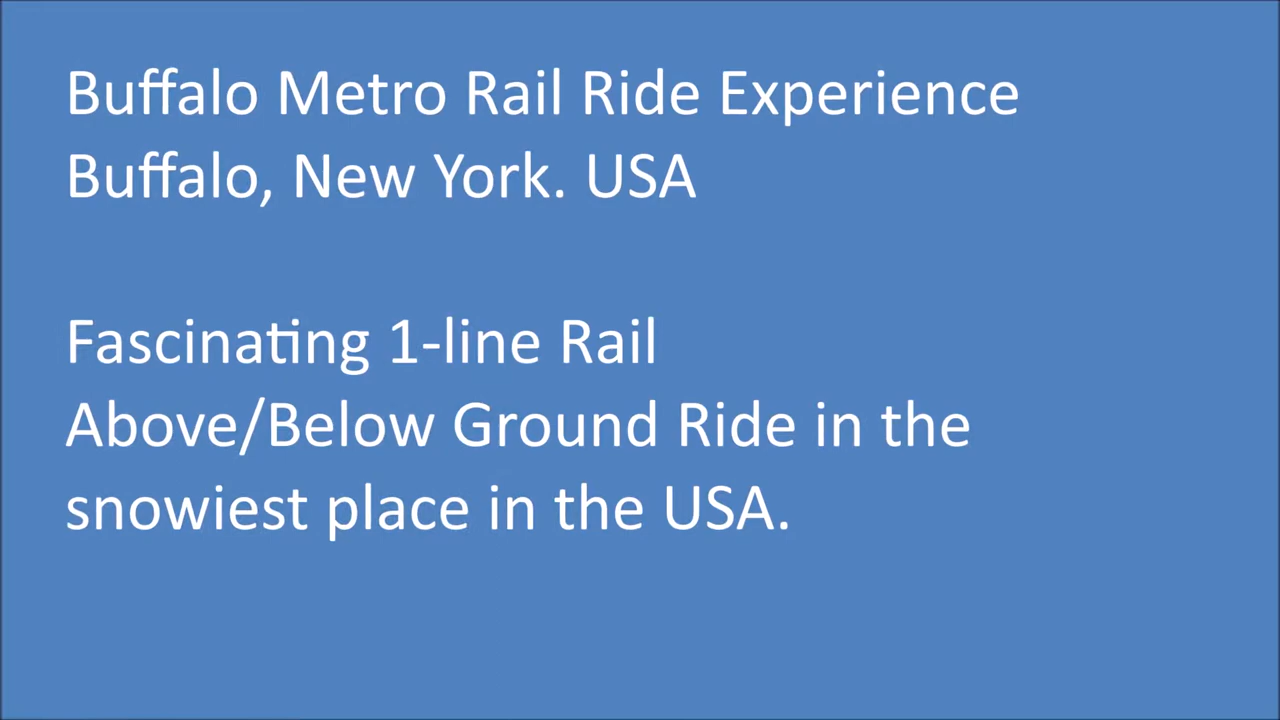 Buffalo Metro Rail Ride Experience
Buffalo, New York. USA
Fascinating 1-line Rail
Above/Below Ground Ride in the
snowiest place in the USA.